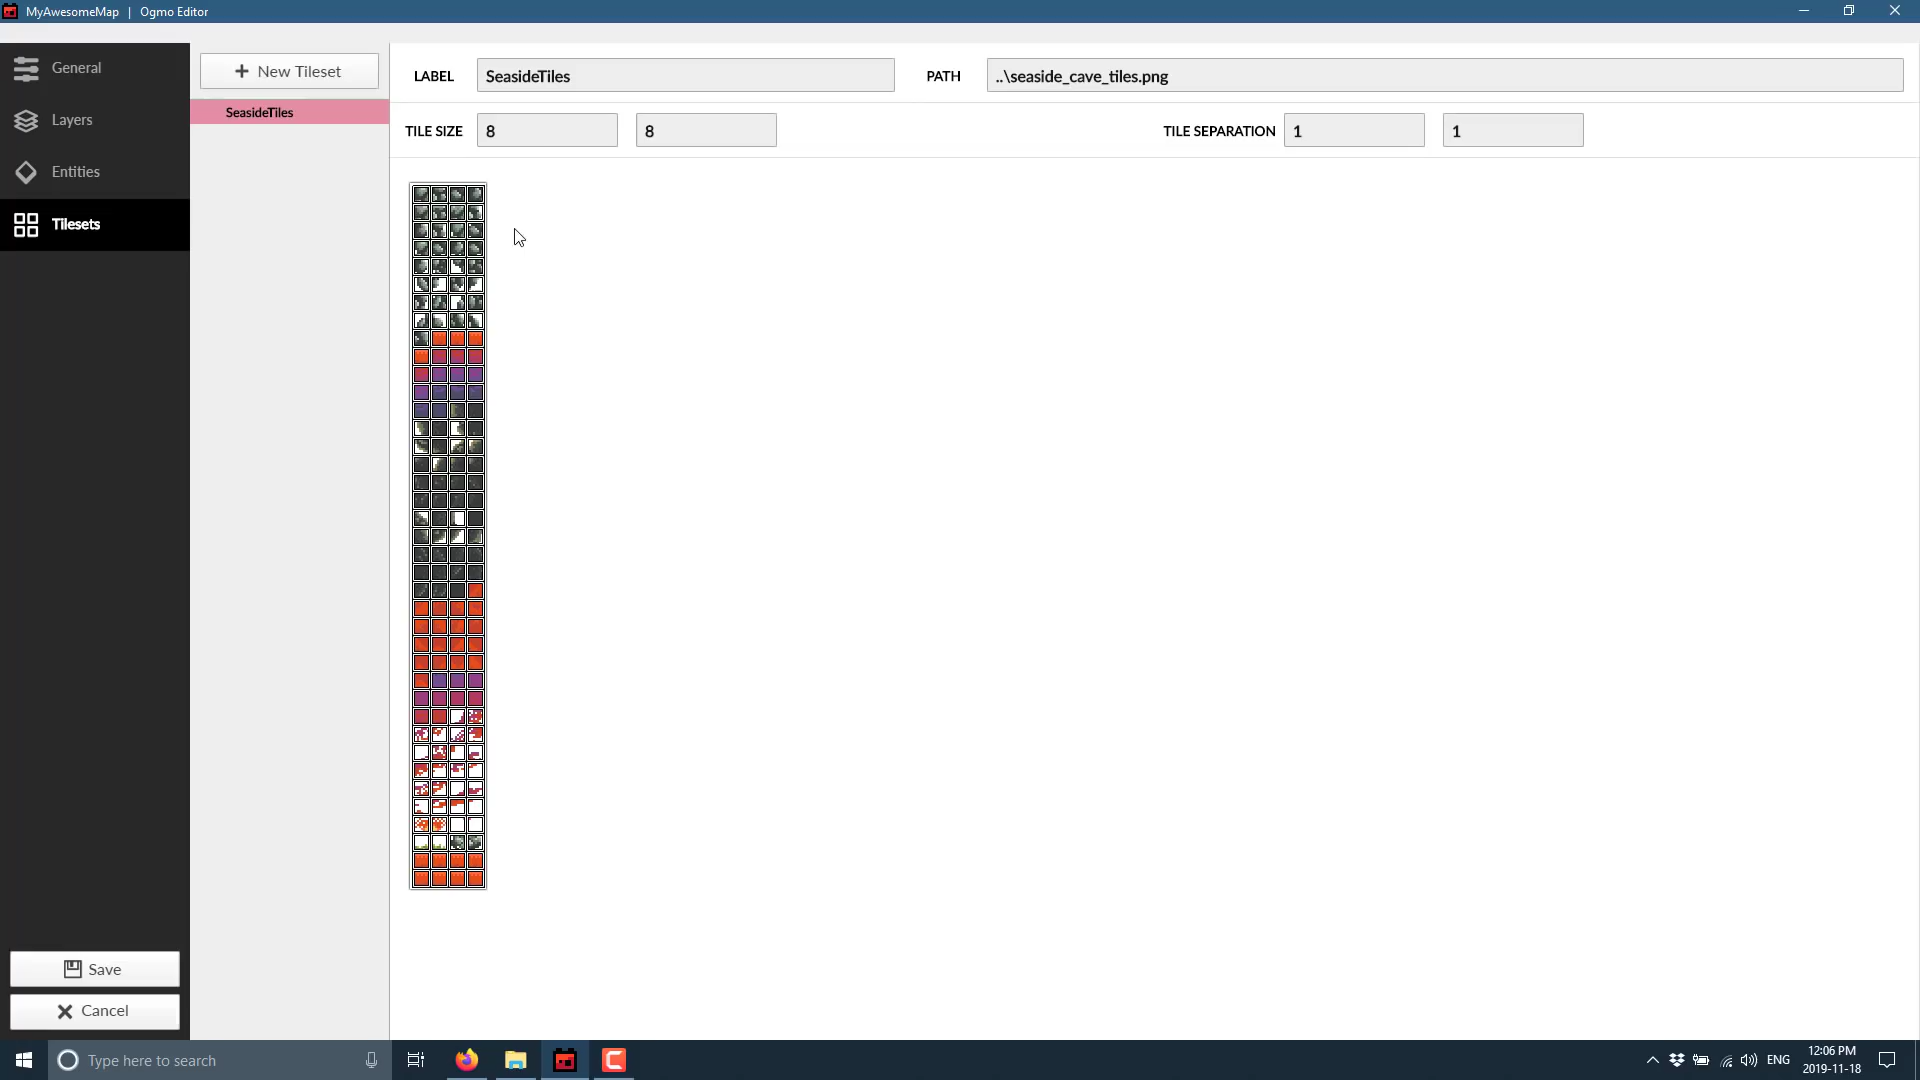 MyAwesomeMap | Ogmo Editor
General
Layers
Entities
Tilesets
Save
Cancel
+ New Tileset
SeasideTiles
LABEL SeasideTiles PATH ..\seaside_cave_tiles.png
TILE SIZE 8 8 TILE SEPARATION 1 1
Type here to search
ENG
12:06 PM
2019-11-18